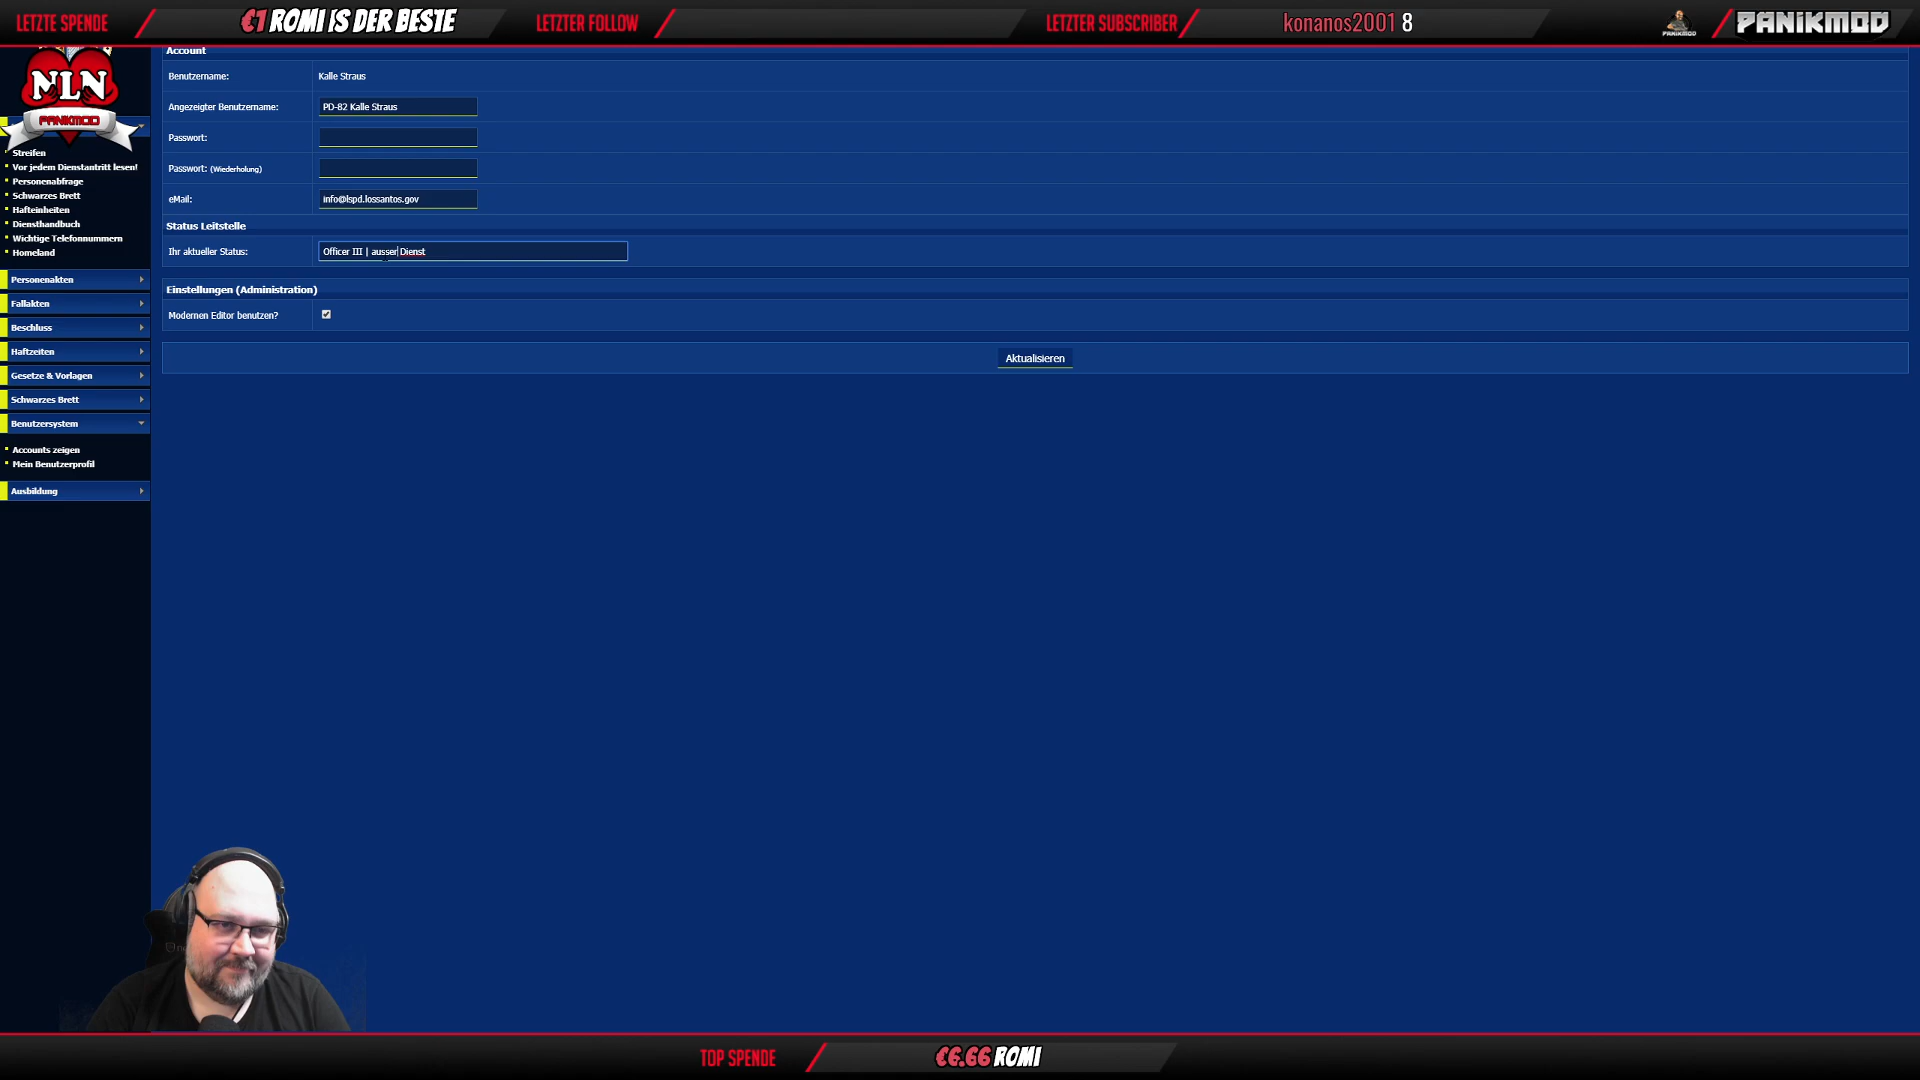 LETZTE SPENDE
€1 ROMI IS DER BESTE
LETZTER FOLLOW
LETZTER SUBSCRIBER
konanos2001 8
PANIKMOD
PANIKMOD
NLN
PANIKMOD
Streifen
Vor jedem Dienstantritt lesen!
Personenabfrage
Schwarzes Brett
Hafteinheiten
Diensthandbuch
Wichtige Telefonnummern
Homeland
Personenakten
Fallakten
Beschluss
Haftzeiten
Gesetze & Vorlagen
Schwarzes Brett
Benutzersystem
Accounts zeigen
Mein Benutzerprofil
Ausbildung
Account
Benutzername: Kalle Straus
Angezeigter Benutzername: PD-82 Kalle Straus
Passwort:
Passwort: (Wiederholung)
eMail: info@lspd.lossantos.gov
Status Leitstelle
Ihr aktueller Status: Officer III | ausser Dienst
Einstellungen (Administration)
Modernen Editor benutzen?
Aktualisieren
TOP SPENDE
€6.66 ROMI